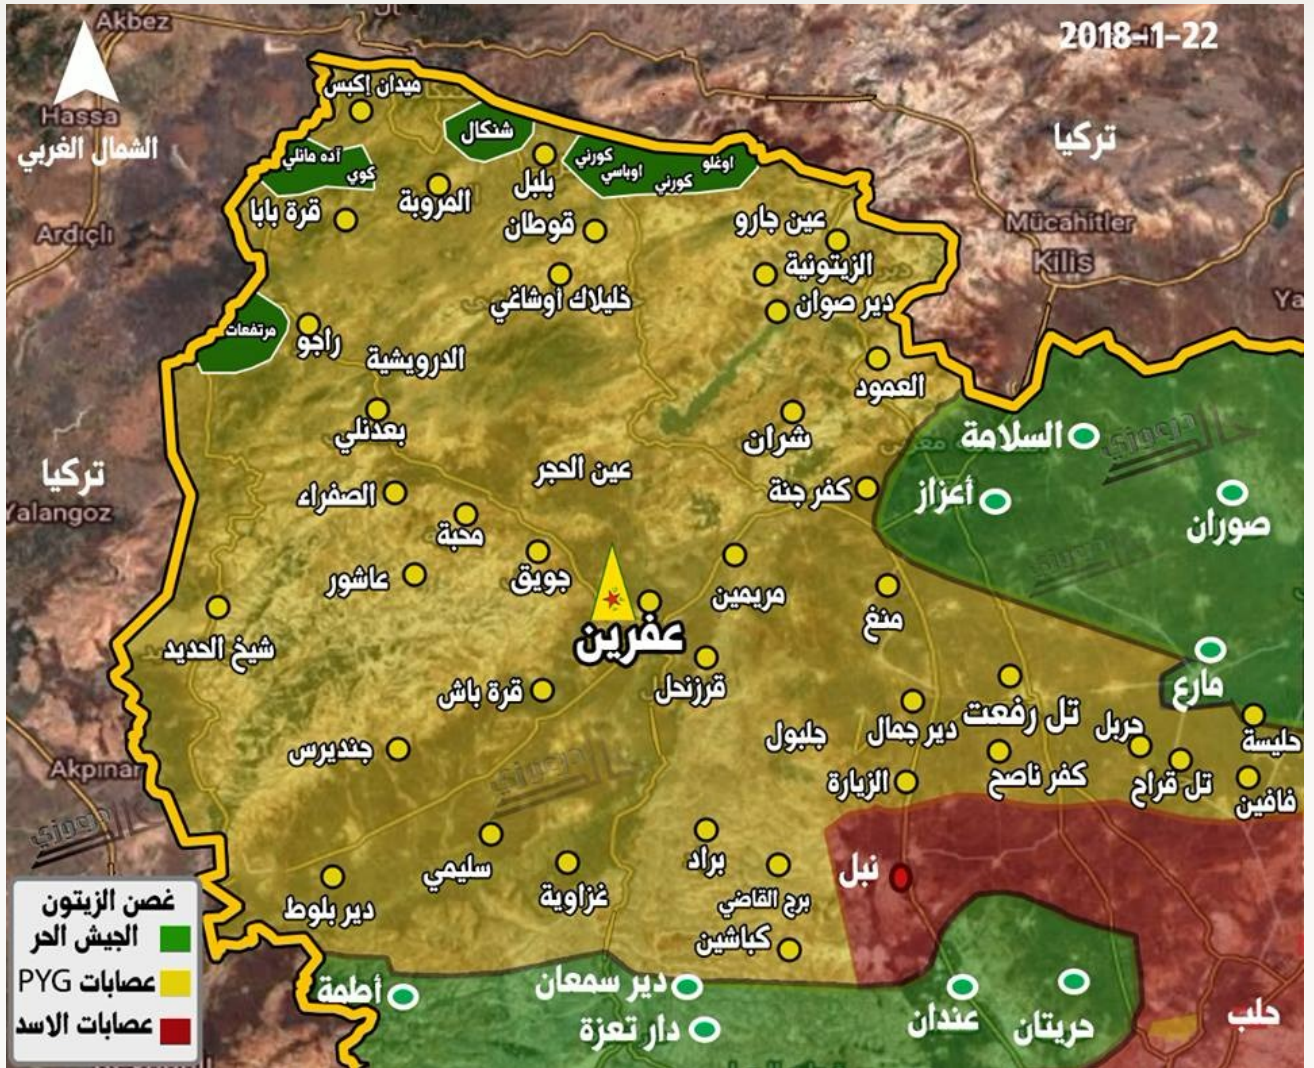 Akbez
2018-1-22
ميدان إكبس
Hassa
شنكال
تركيا
الشمال الغربي
آده مانلي
كوي
بلبل
كورني
اوباسي
كورني
اوغلو
المروبة
قرة بابا
قوطان
عين جارو
Mücahitler
Ardıçlı
Kilis
الزيتونية
خليلاك أوشاغي
دير صوان
مرتفعات
راجو
الدرويشية
العمود
بعدنلي
شران
السلامة
تركيا
عين الحجر
الصفراء
كفر جنة
أعزاز
صوران
Yalangoz
محبة
جويق
عاشور
مريمين
منغ
عفرين
شيخ الحديد
قرزنحل
قرة باش
مارع
تل رفعت
دير جمال
جلبول
حربل
حليسة
جنديرس
Akpınar
الزيارة
كفر ناصح
تل قراح
فافين
براد
نبل
سليمي
غزاوية
برج القاضي
دير بلوط
كباشين
غصن الزيتون
الجيش الحر
عصابات PYG
عصابات الاسد
أطمة
دير سمعان
دار تعزة
عندان
حريتان
حلب